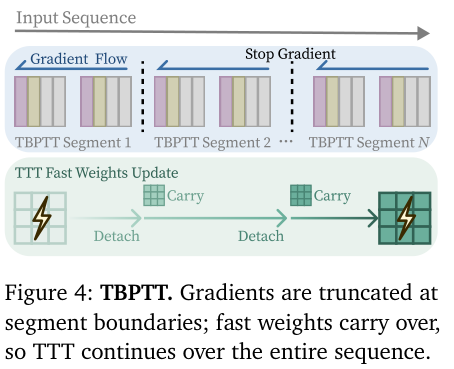 Input Sequence
Gradient Flow
Stop Gradient
TBPTT Segment 1
TBPTT Segment 2
...
TBPTT Segment N
TTT Fast Weights Update
Carry
Carry
Detach
Detach
Figure 4: TBPTT. Gradients are truncated at
segment boundaries; fast weights carry over,
so TTT continues over the entire sequence.